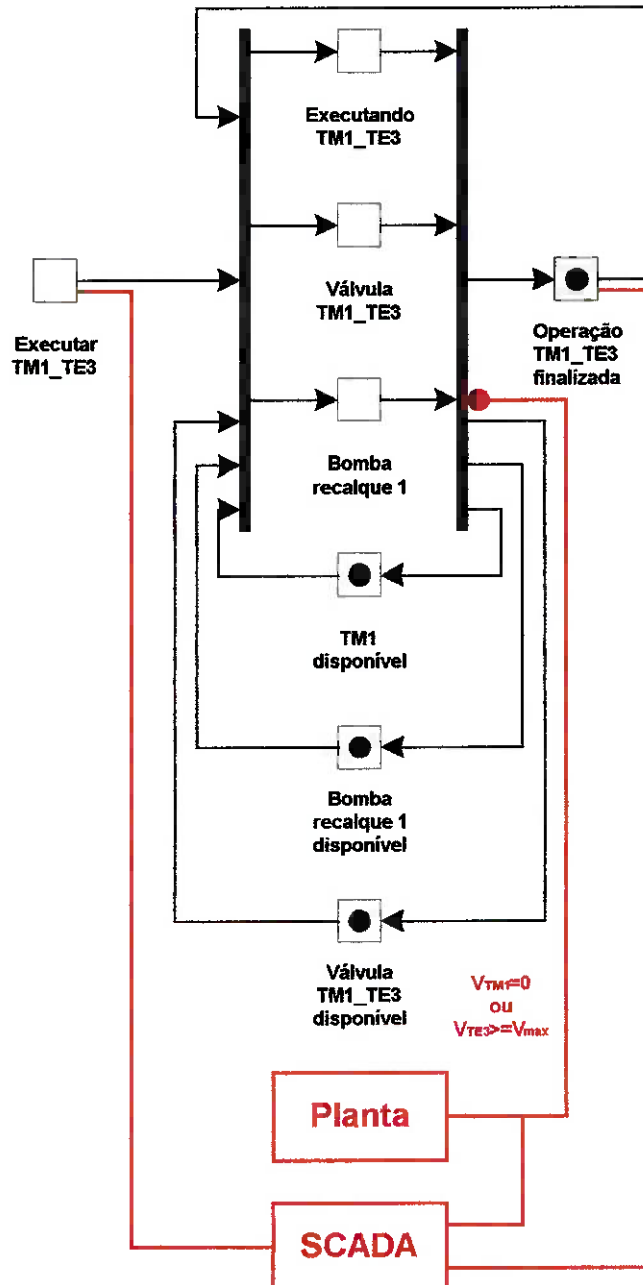 Executando
TM1_TE3
Válvula
TM1_TE3
Executar
TM1_TE3
Operação
TM1_TE3
finalizada
Bomba
recalque 1
TM1
disponível
Bomba
recalque 1
disponível
Válvula
TM1_TE3
disponível
VTM1=0
ou
VTE3>=Vmax
Planta
SCADA